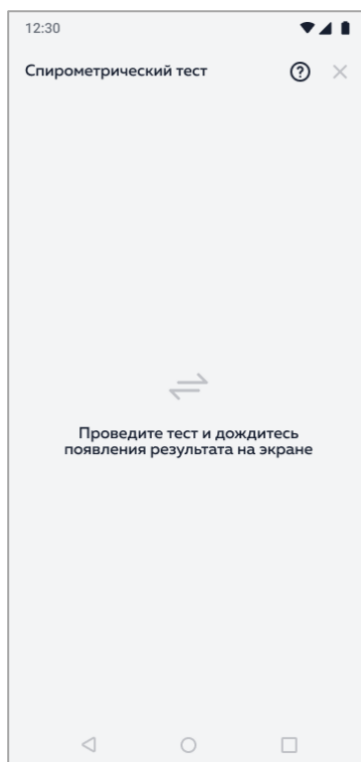 12:30
Спирометрический тест
Проведите тест и дождитесь
появления результата на экране